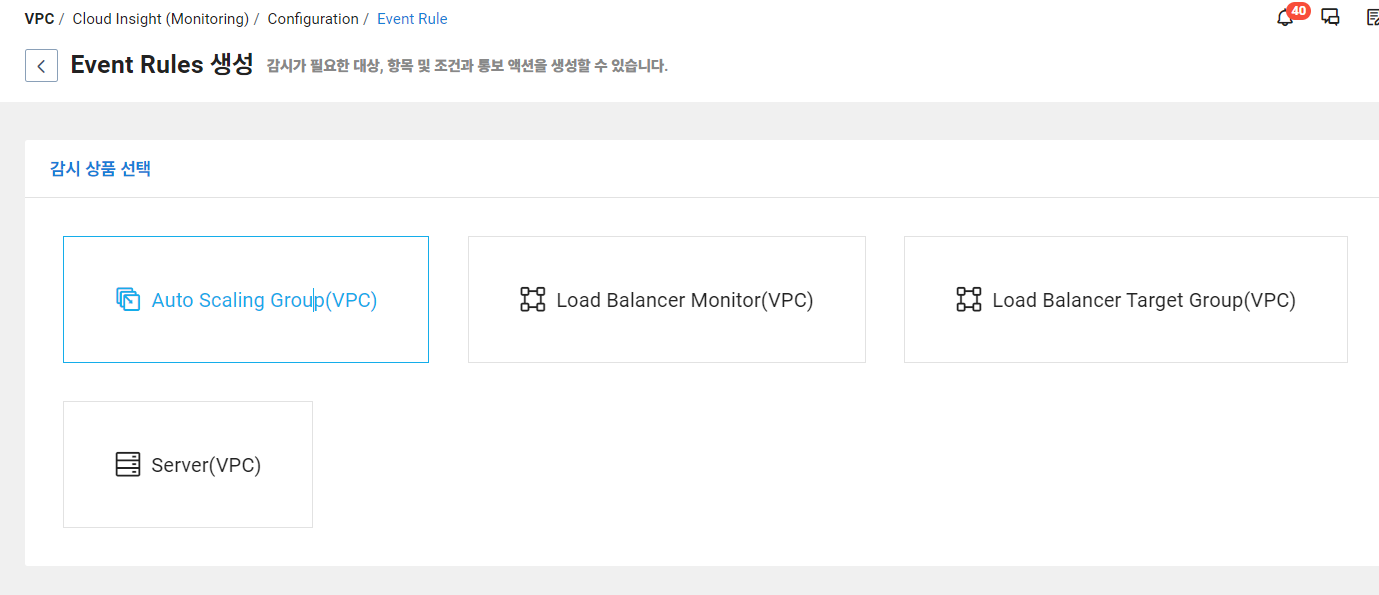 VPC / Cloud Insight (Monitoring) / Configuration / Event Rule
40
Event Rules 생성 감시가 필요한 대상, 항목 및 조건과 통보 액션을 생성할 수 있습니다.
감시 상품 선택
Auto Scaling Group(VPC)
Load Balancer Monitor(VPC)
Load Balancer Target Group(VPC)
Server(VPC)